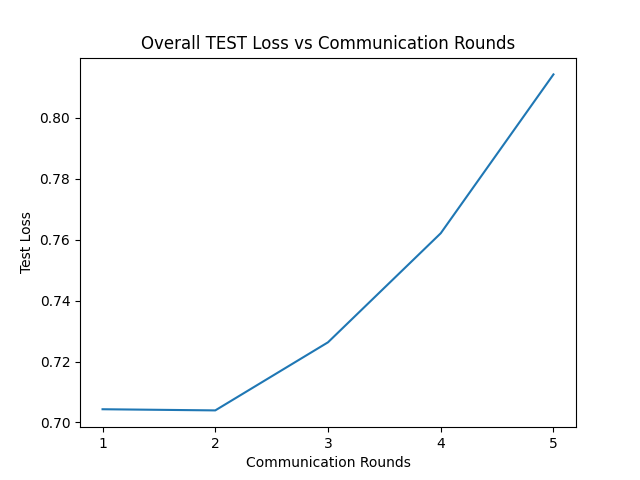 Overall TEST Loss vs Communication Rounds
0.80
0.78
0.76
0.74
0.72
0.70
Test Loss
1 2 3 4 5
Communication Rounds